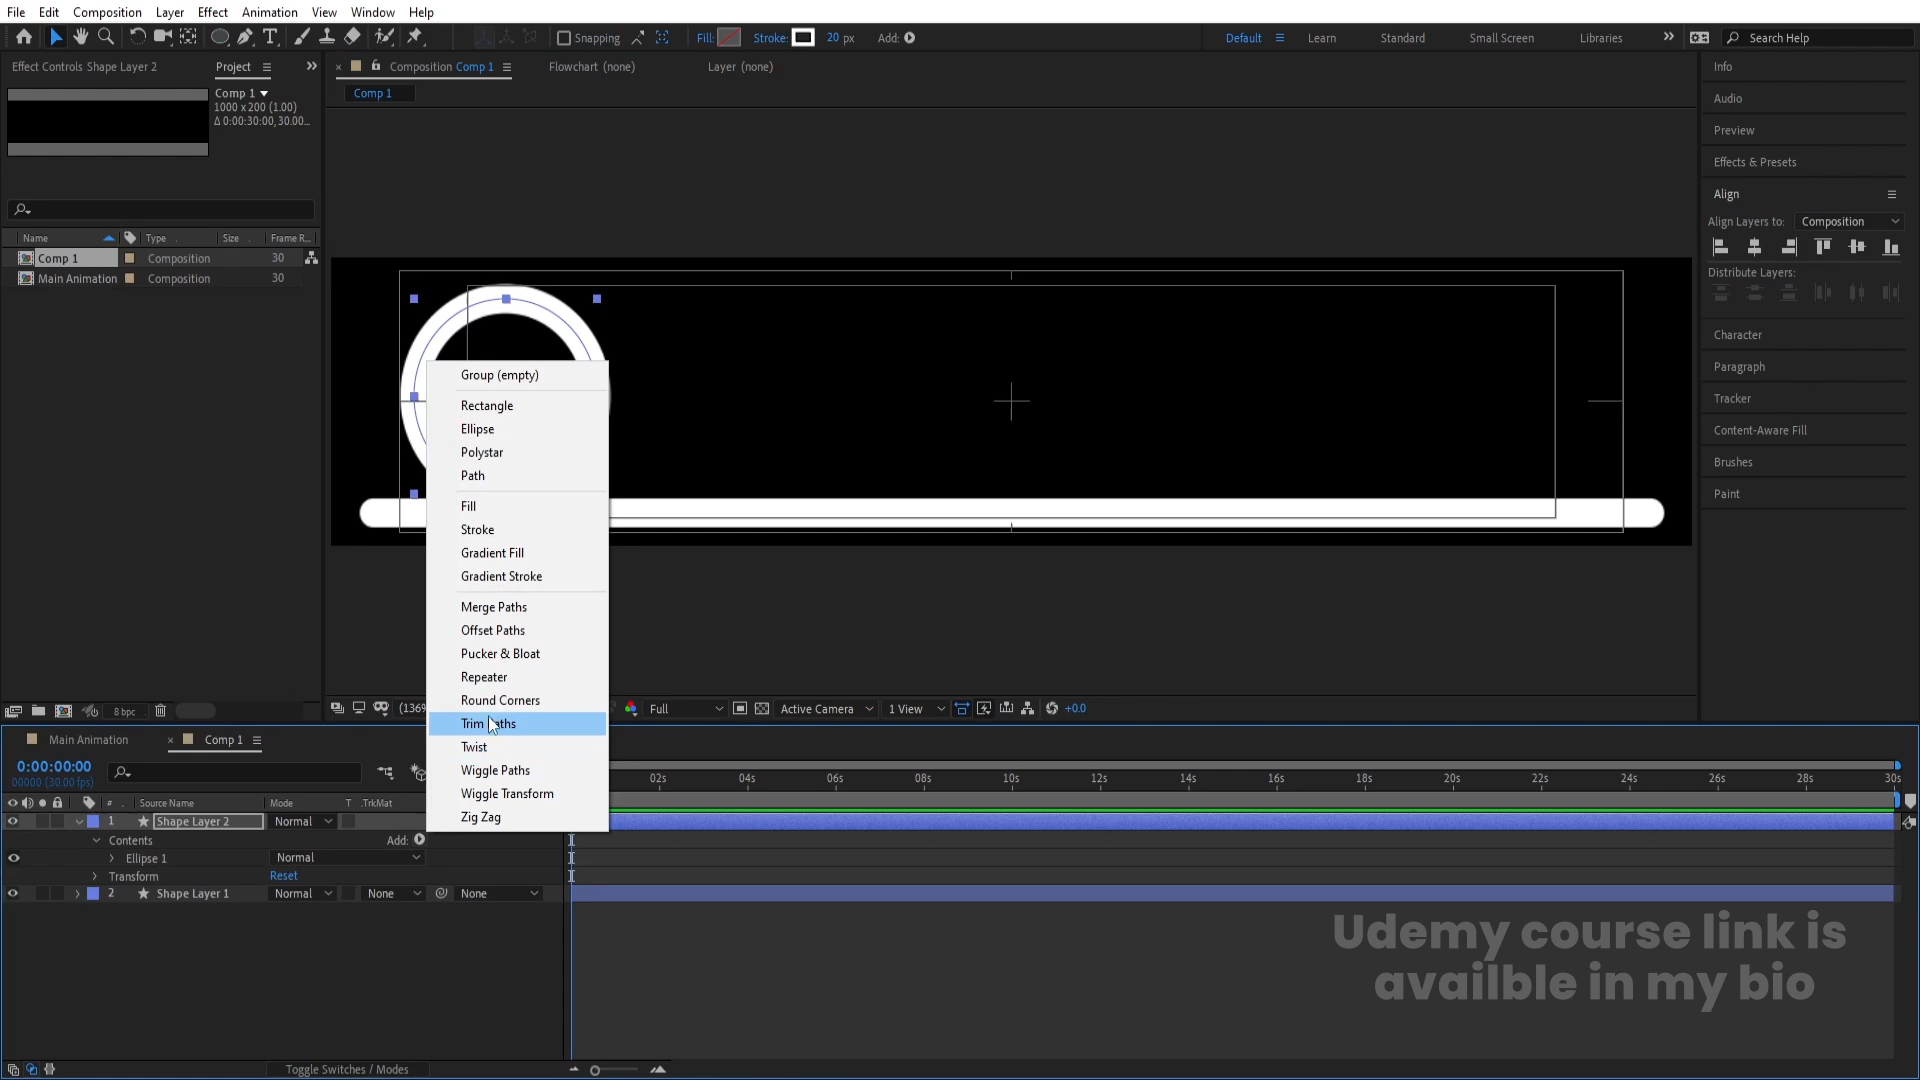 File Edit Composition Layer Effect Animation View Window Help
Snapping Fill: Stroke: 20 px Add: Default Learn Standard Small Screen Libraries Search Help
Effect Controls Shape Layer 2 Project Composition Comp 1 Flowchart (none) Layer (none) Info
Comp 1 Comp 1
1000 x 200 (1.00)
Δ 0:00:30:00, 30.00...
Audio
Preview
Effects & Presets
Align
Align Layers to: Composition
Name Type Size Frame R...
Comp 1 Composition 30
Main Animation Composition 30
Distribute Layers:
Character
Paragraph
Tracker
Content-Aware Fill
Brushes
Paint
Group (empty)
Rectangle
Ellipse
Polystar
Path
Fill
Stroke
Gradient Fill
Gradient Stroke
Merge Paths
Offset Paths
Pucker & Bloat
Repeater
Round Corners
Trim Paths
Twist
Wiggle Paths
Wiggle Transform
Zig Zag
8 bpc (136% Full Active Camera 1 View +0.0
Main Animation Comp 1
0:00:00:00
00000 (30.00 fps)
02s 04s 06s 08s 10s 12s 14s 16s 18s 20s 22s 24s 26s 28s 30s
# Source Name Mode T .TrkMat
1 Shape Layer 2 Normal
Contents Add:
Ellipse 1 Normal
Transform Reset
2 Shape Layer 1 Normal None None
Udemy course link is
availble in my bio
Toggle Switches / Modes